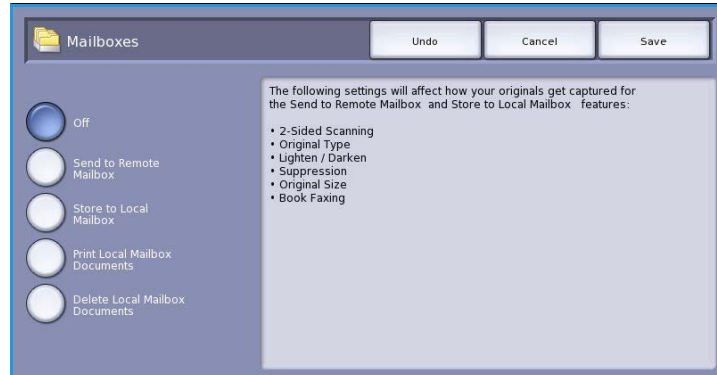 Mailboxes
Undo
Cancel
Save
Off
Send to Remote
Mailbox
Store to Local
Mailbox
Print Local Mailbox
Documents
Delete Local Mailbox
Documents
The following settings will affect how your originals get captured for
the Send to Remote Mailbox and Store to Local Mailbox features:
• 2-Sided Scanning
• Original Type
• Lighten / Darken
• Suppression
• Original Size
• Book Faxing